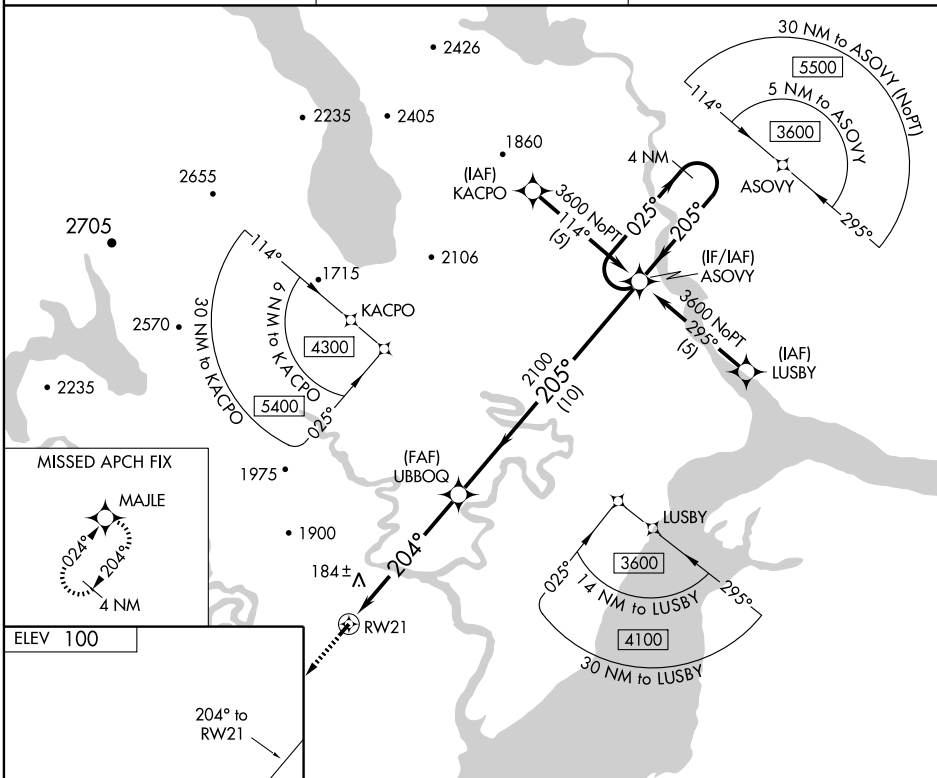 2426
30 NM to ASOVY (NoPT)
5500
5 NM to ASOVY
3600
114°
ASOVY
295°
2235
2405
1860
4 NM
(IAF)
KACPO
3600 NoPT
114°
(5)
025°
205°
2655
2705
2106
(IF/IAF)
ASOVY
3600 NoPT
295°
(5)
(IAF)
LUSBY
114°
1715
KACPO
6 NM to KACPO
4300
30 NM to KACPO
5400
025°
2570
2235
2100
205°
(10)
1975
(FAF)
UBBOQ
MISSED APCH FIX
MAJLE
024°
204°
4 NM
1900
184±
204°
RW21
LUSBY
3600
025°
14 NM to LUSBY
295°
4100
30 NM to LUSBY
ELEV 100
204° to
RW21